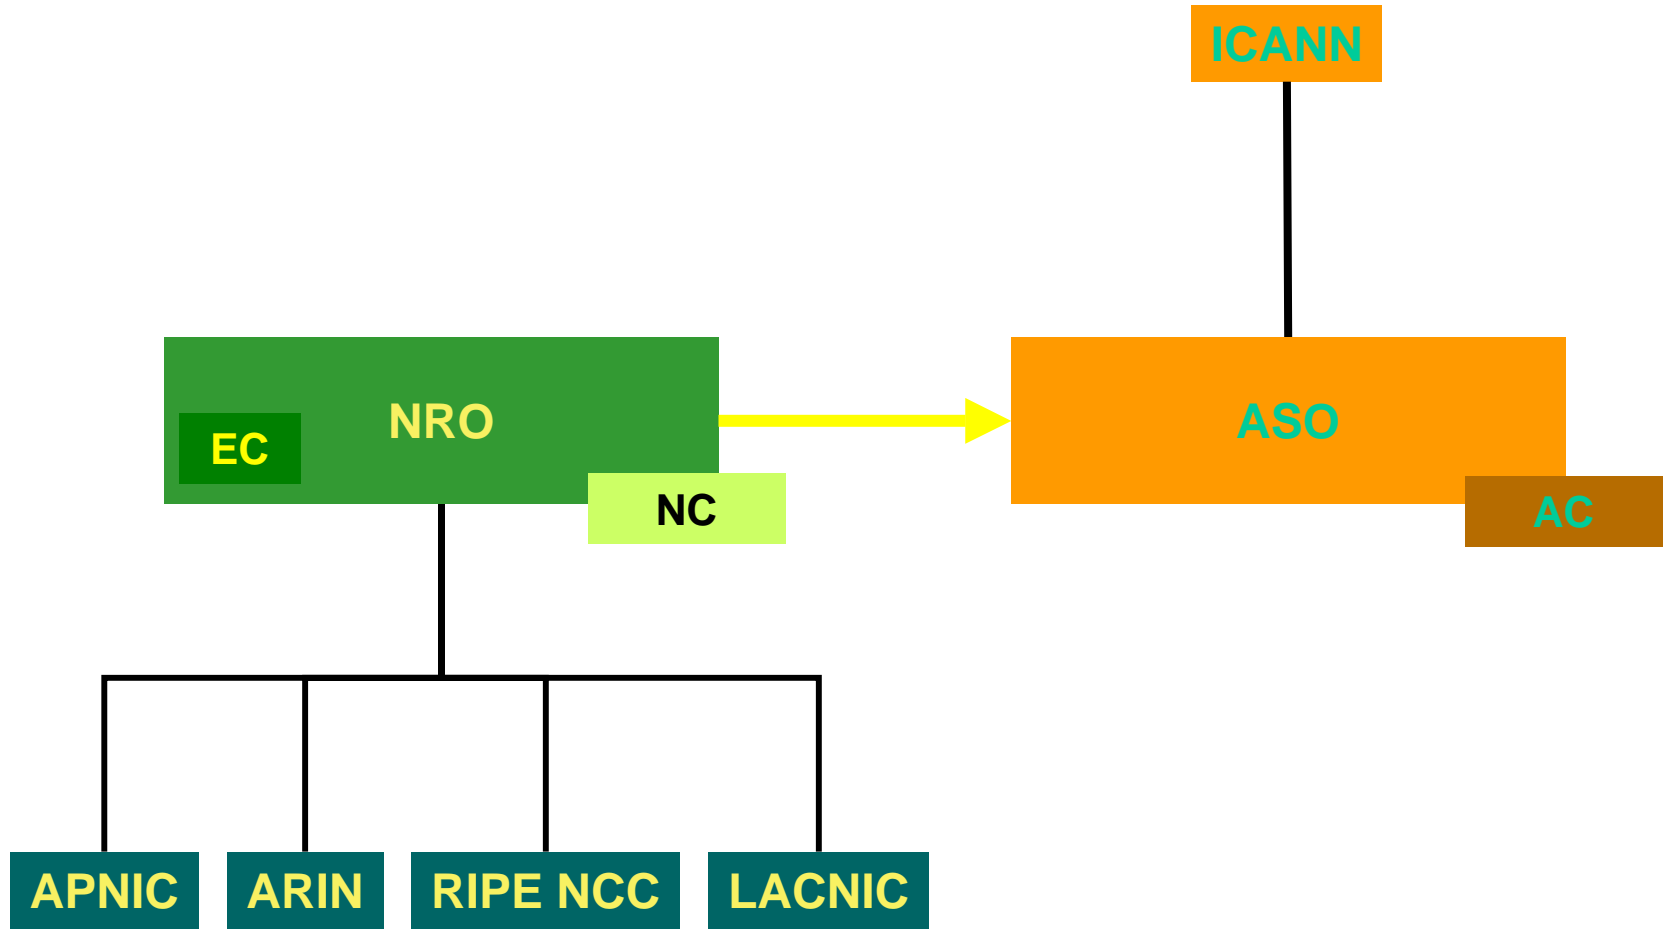 ICANN
NRO
ASO
EC
NC
AC
APNIC
ARIN
RIPE NCC
LACNIC